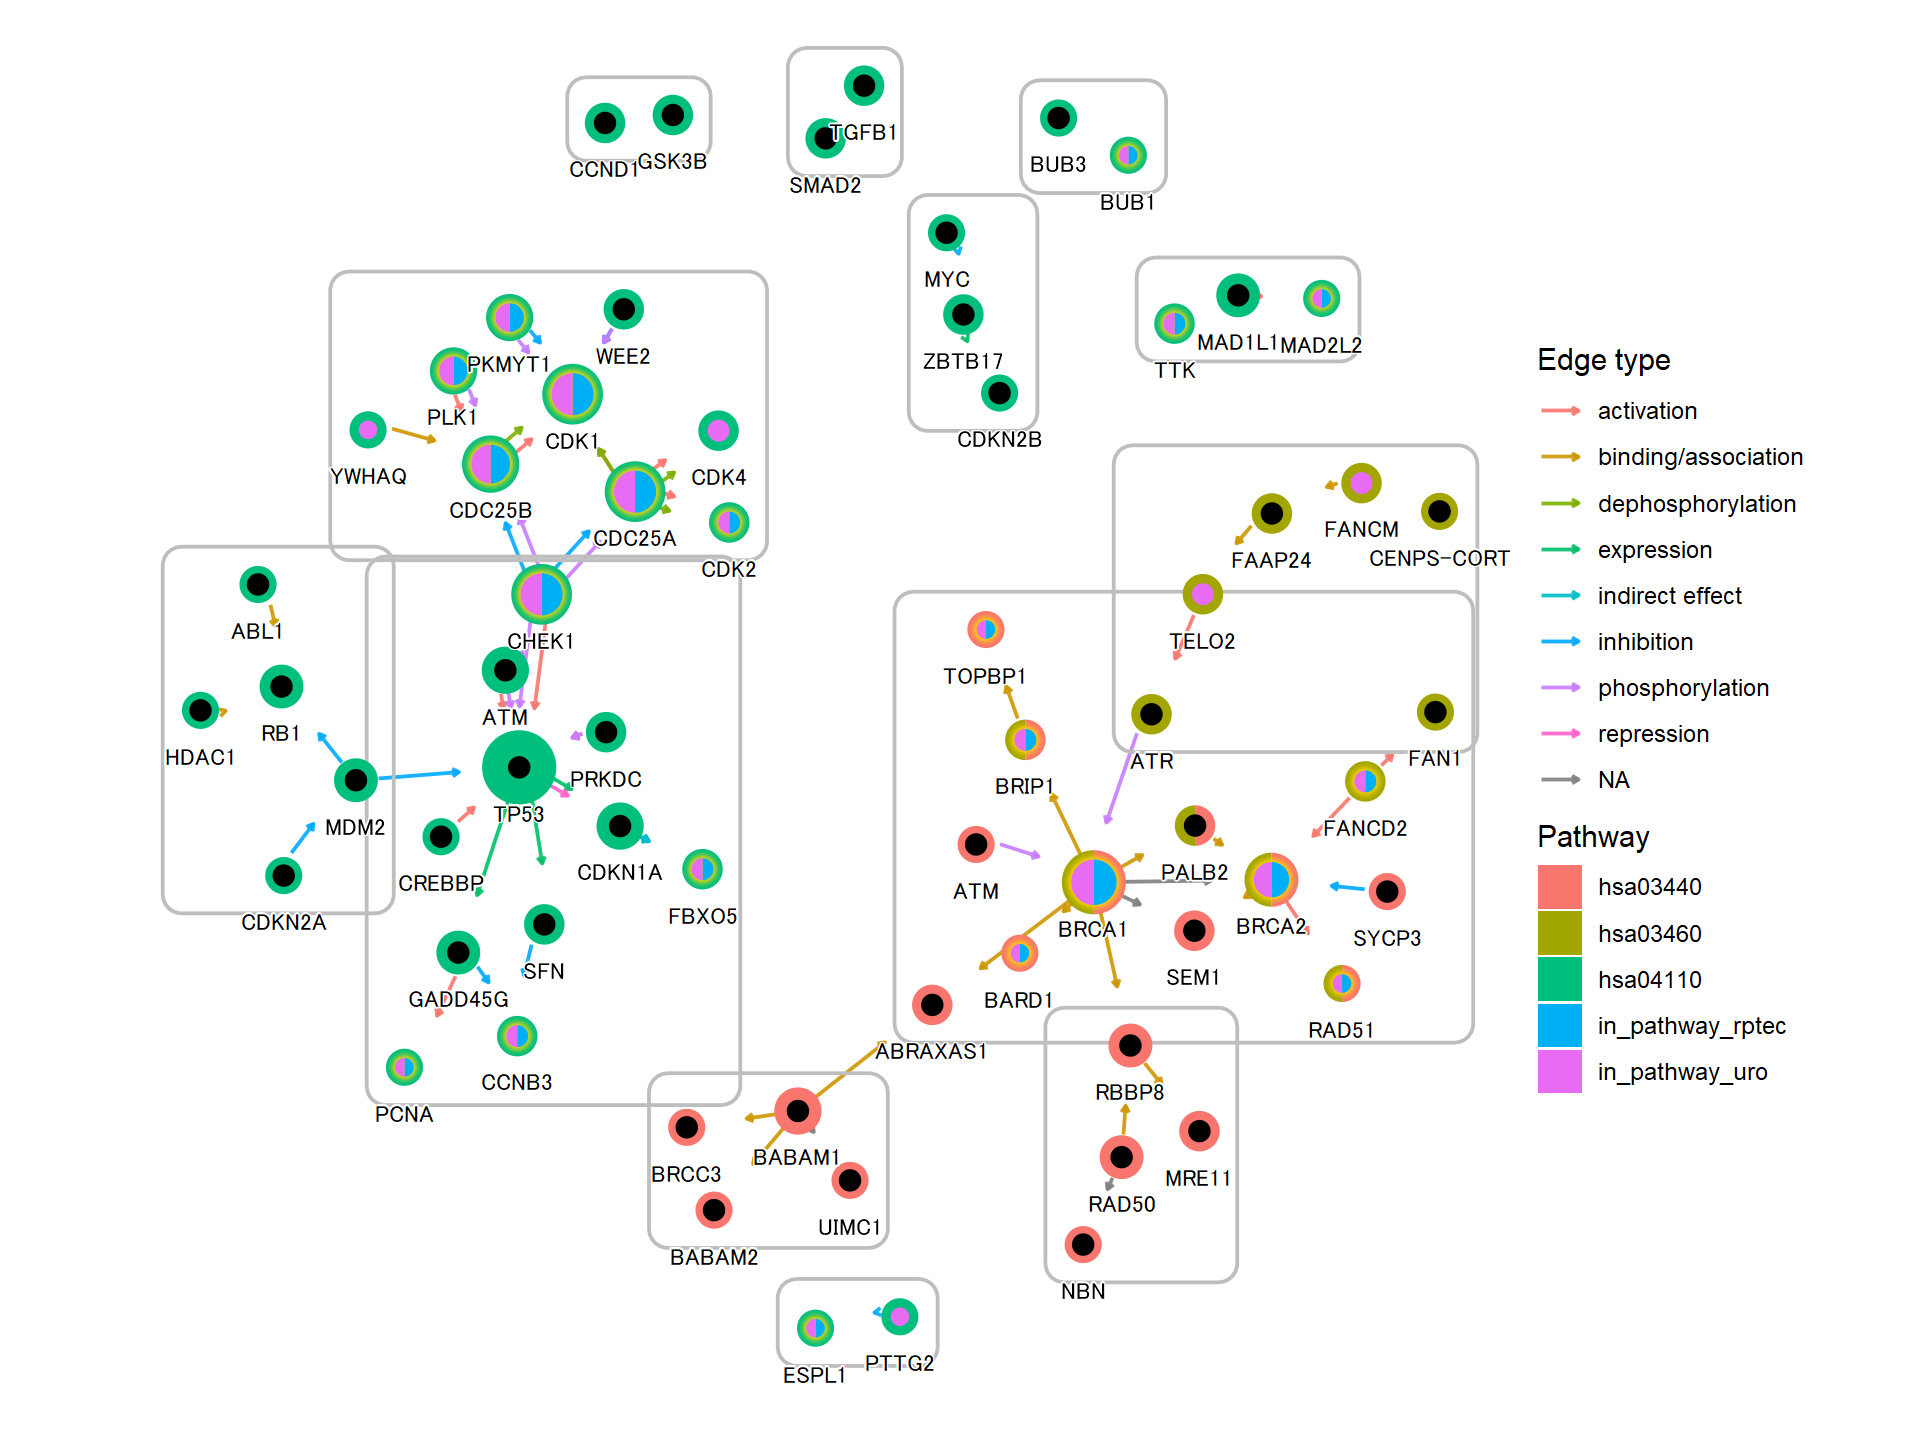 TGFB1
CCND1
GSK3B
SMAD2
BUB3
BUB1
MYC
ZBTB17
CDKN2B
MAD1L1
MAD2L2
TTK
PKMYT1
WEE2
PLK1
CDK1
YWHAQ
CDC25B
CDC25A
CDK4
CDK2
FANCM
FAAP24
CENPS-CORT
TELO2
ATR
FAN1
ABL1
RB1
HDAC1
MDM2
CDKN2A
CHEK1
ATM
PRKDC
TP53
CREBBP
CDKN1A
FBXO5
SFN
GADD45G
CCNB3
PCNA
TOPBP1
BRIP1
FANCD2
ATM
PALB2
BRCA1
BRCA2
SYCP3
SEM1
BARD1
RAD51
ABRAXAS1
RBBP8
MRE11
RAD50
NBN
BABAM1
BRCC3
UIMC1
BABAM2
ESPL1
PTTG2
Edge type
activation
binding/association
dephosphorylation
expression
indirect effect
inhibition
phosphorylation
repression
NA
Pathway
hsa03440
hsa03460
hsa04110
in_pathway_rptec
in_pathway_uro